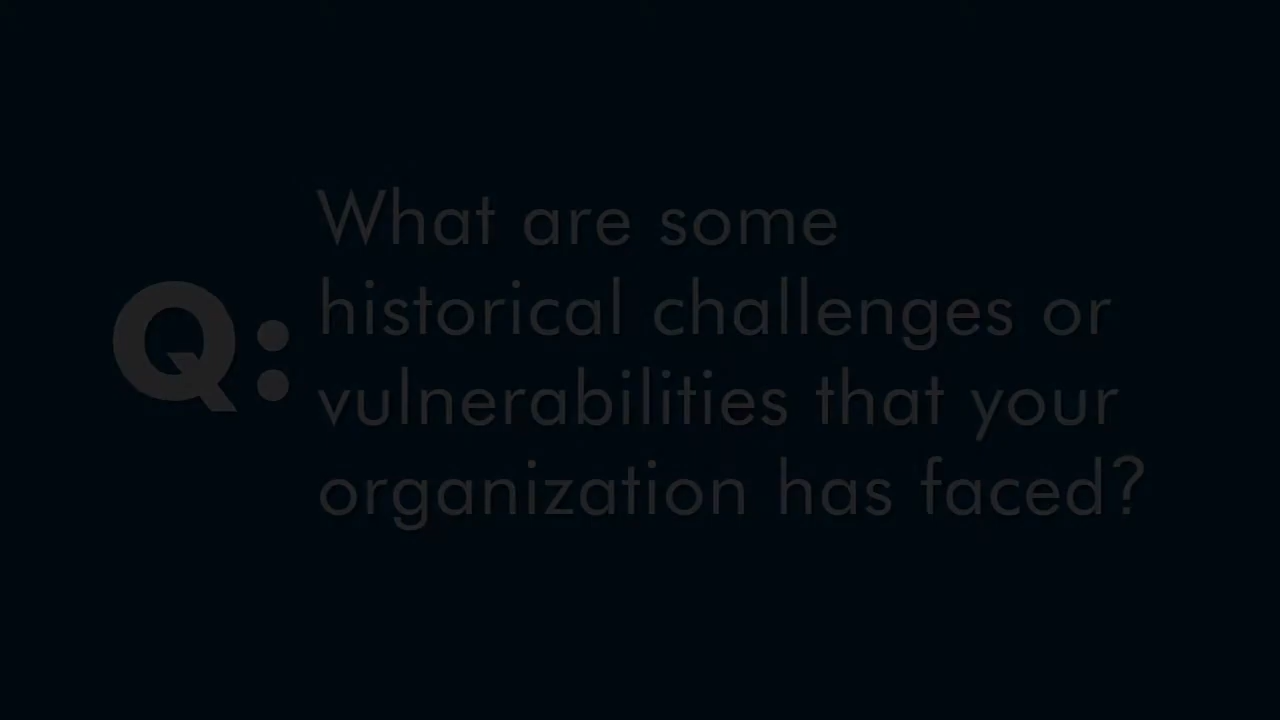 Q:
What are some
historical challenges or
vulnerabilities that your
organization has faced?